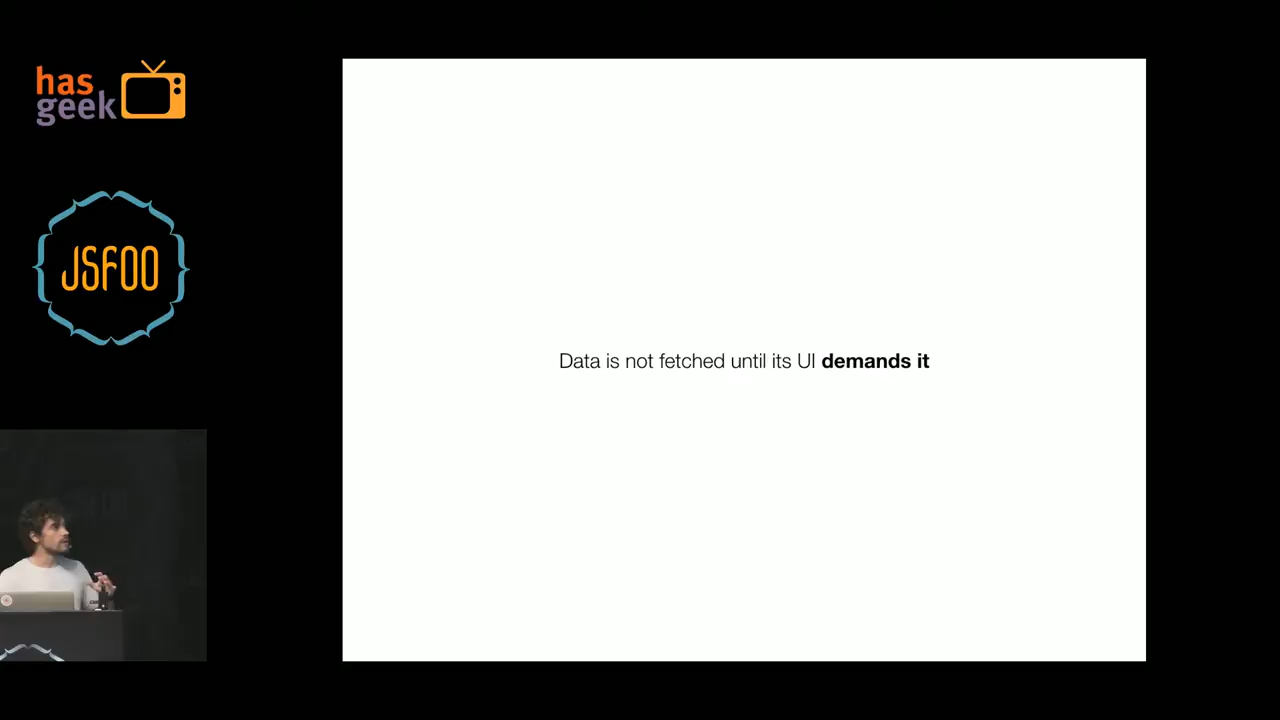 has
geek
JSFOO
Data is not fetched until its UI demands it